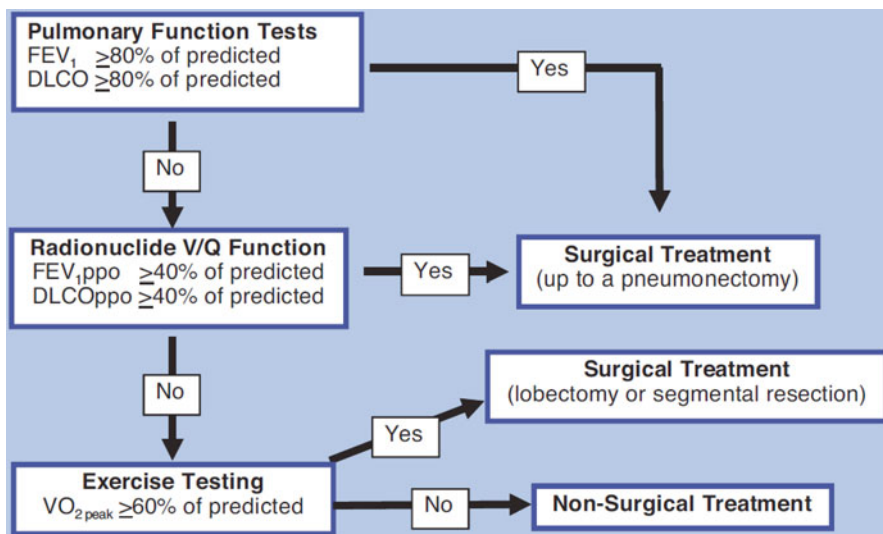 Pulmonary Function Tests
FEV₁ ≥80% of predicted
DLCO ≥80% of predicted
Yes
No
Radionuclide V/Q Function
FEV₁ppo ≥40% of predicted
DLCOppo ≥40% of predicted
Yes
Surgical Treatment
(up to a pneumonectomy)
No
Surgical Treatment
(lobectomy or segmental resection)
Yes
Exercise Testing
VO₂ peak ≥60% of predicted
No
Non-Surgical Treatment